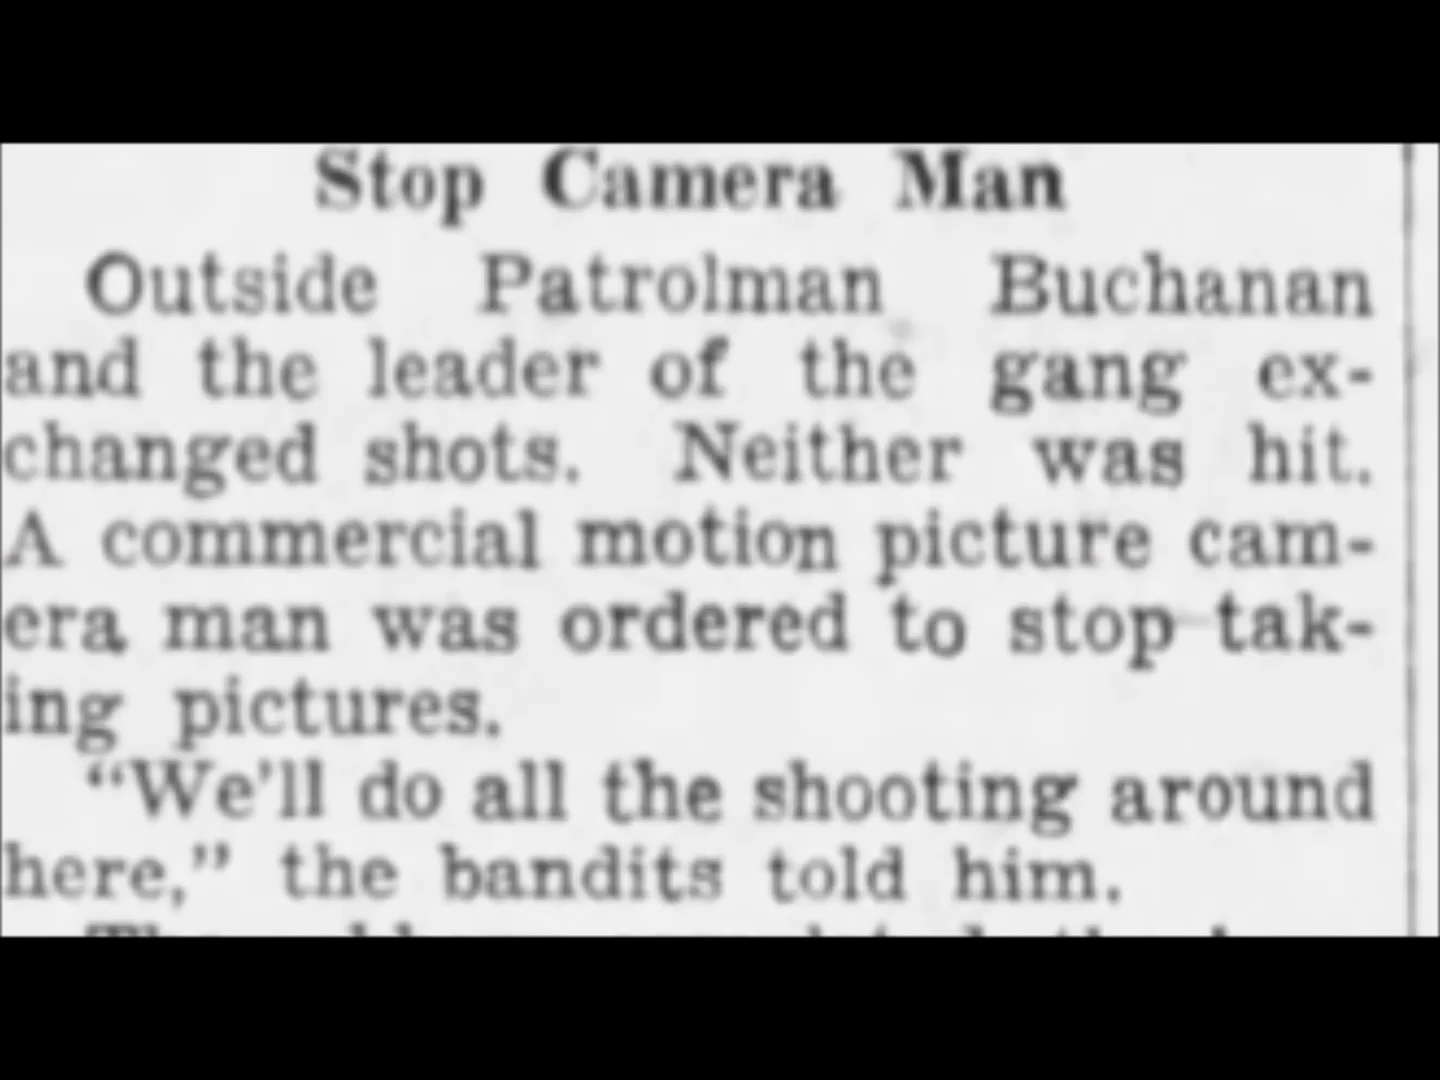 Stop Camera Man
Outside Patrolman Buchanan
and the leader of the gang ex-
changed shots. Neither was hit.
A commercial motion picture cam-
era man was ordered to stop tak-
ing pictures.
"We'll do all the shooting around
here," the bandits told him.